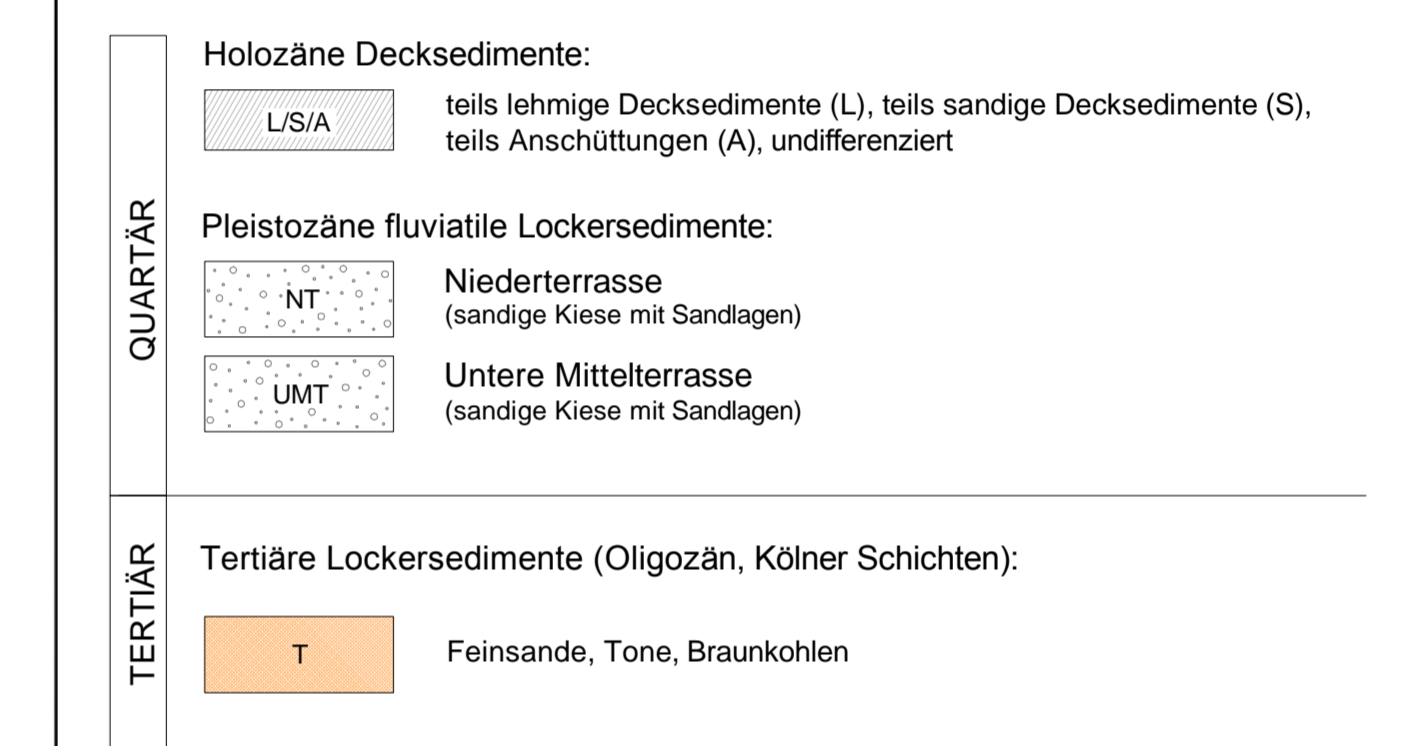 QUARTÄR
Holozäne Decksedimente:
L/S/A
teils lehmige Decksedimente (L), teils sandige Decksedimente (S),
teils Anschüttungen (A), undifferenziert
Pleistozäne fluviatile Lockersedimente:
NT
Niederterrasse
(sandige Kiese mit Sandlagen)
UMT
Untere Mittelterrasse
(sandige Kiese mit Sandlagen)
TERTIÄR
Tertiäre Lockersedimente (Oligozän, Kölner Schichten):
T
Feinsande, Tone, Braunkohlen